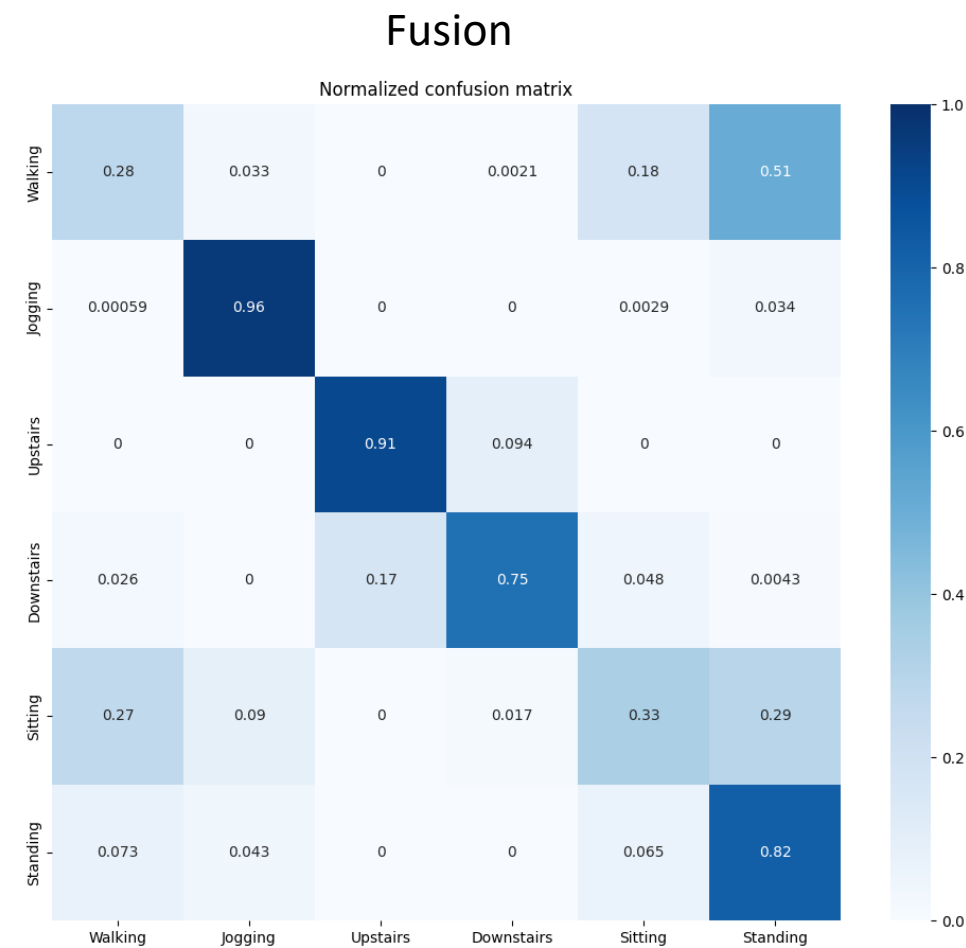 Fusion
Normalized confusion matrix
Walking 0.28 0.033 0 0.0021 0.18 0.51
Jogging 0.00059 0.96 0 0 0.0029 0.034
Upstairs 0 0 0.91 0.094 0 0
Downstairs 0.026 0 0.17 0.75 0.048 0.0043
Sitting 0.27 0.09 0 0.017 0.33 0.29
Standing 0.073 0.043 0 0 0.065 0.82
Walking Jogging Upstairs Downstairs Sitting Standing
1.0
0.8
0.6
0.4
0.2
0.0